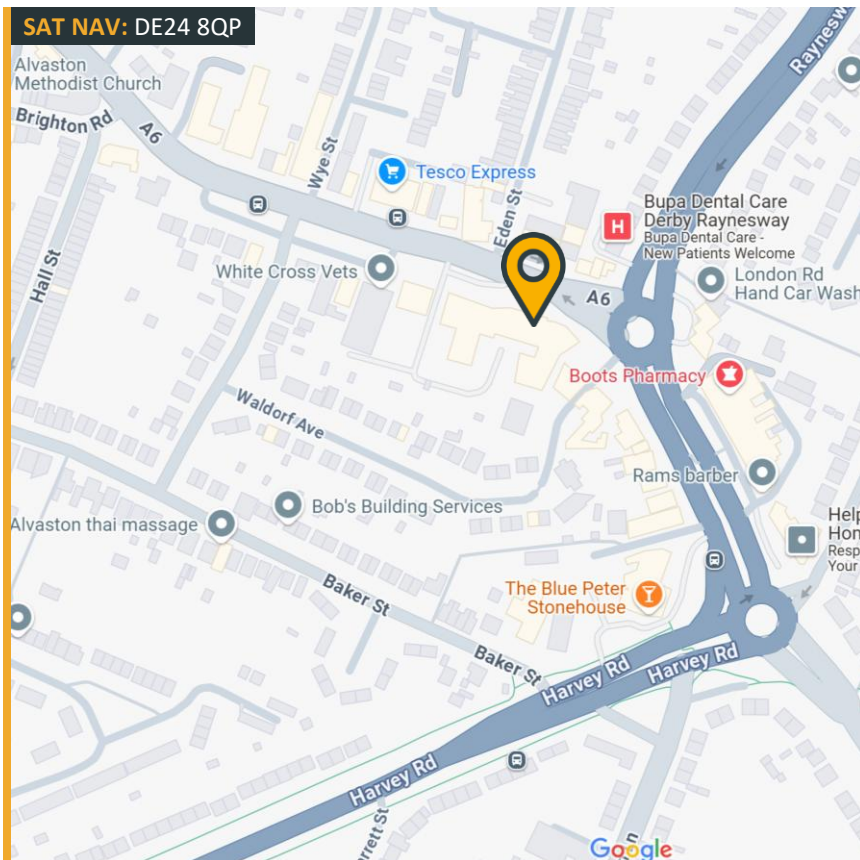 SAT NAV: DE24 8QP
Alvaston
Methodist Church
Brighton Rd
A6
Wye St
Tesco Express
Eden St
Raynesw
Bupa Dental Care
Derby Raynesway
Bupa Dental Care -
New Patients Welcome
London Rd
Hand Car Wash
Hall St
White Cross Vets
A6
Boots Pharmacy
Waldorf Ave
Rams barber
Bob's Building Services
Alvaston thai massage
Help
Hom
Resp
Your
Baker St
The Blue Peter
Stonehouse
Baker St
Harvey Rd
Harvey Rd
Harvey Rd
rrett St
Google